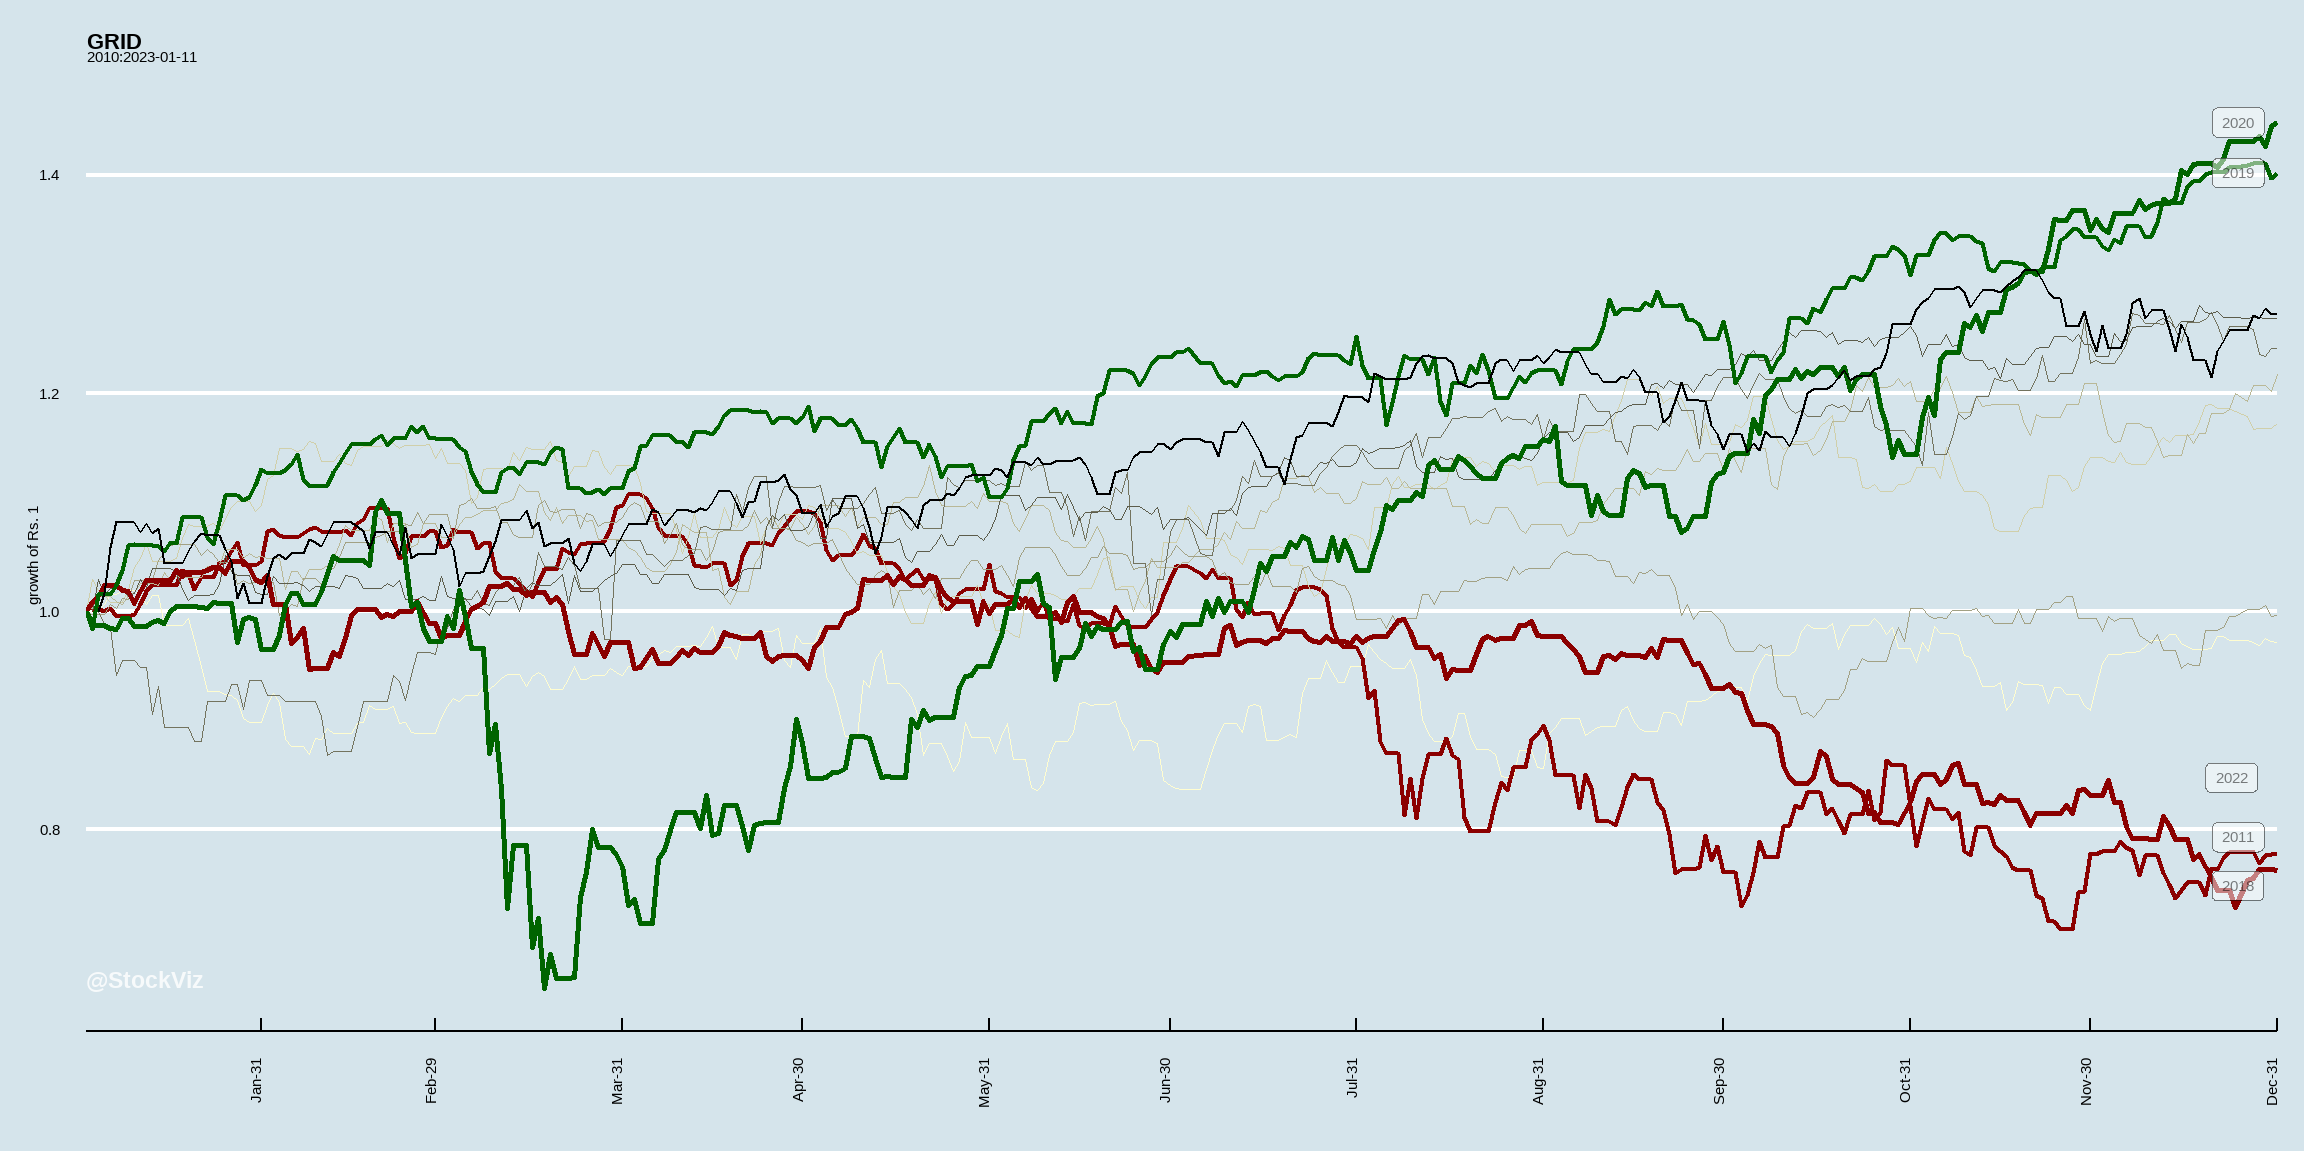 GRID
2010:2023-01-11
2020
2019
1.4
1.2
1.0
0.8
growth of Rs. 1
2022
2011
2018
@StockViz
Jan-31
Feb-29
Mar-31
Apr-30
May-31
Jun-30
Jul-31
Aug-31
Sep-30
Oct-31
Nov-30
Dec-31